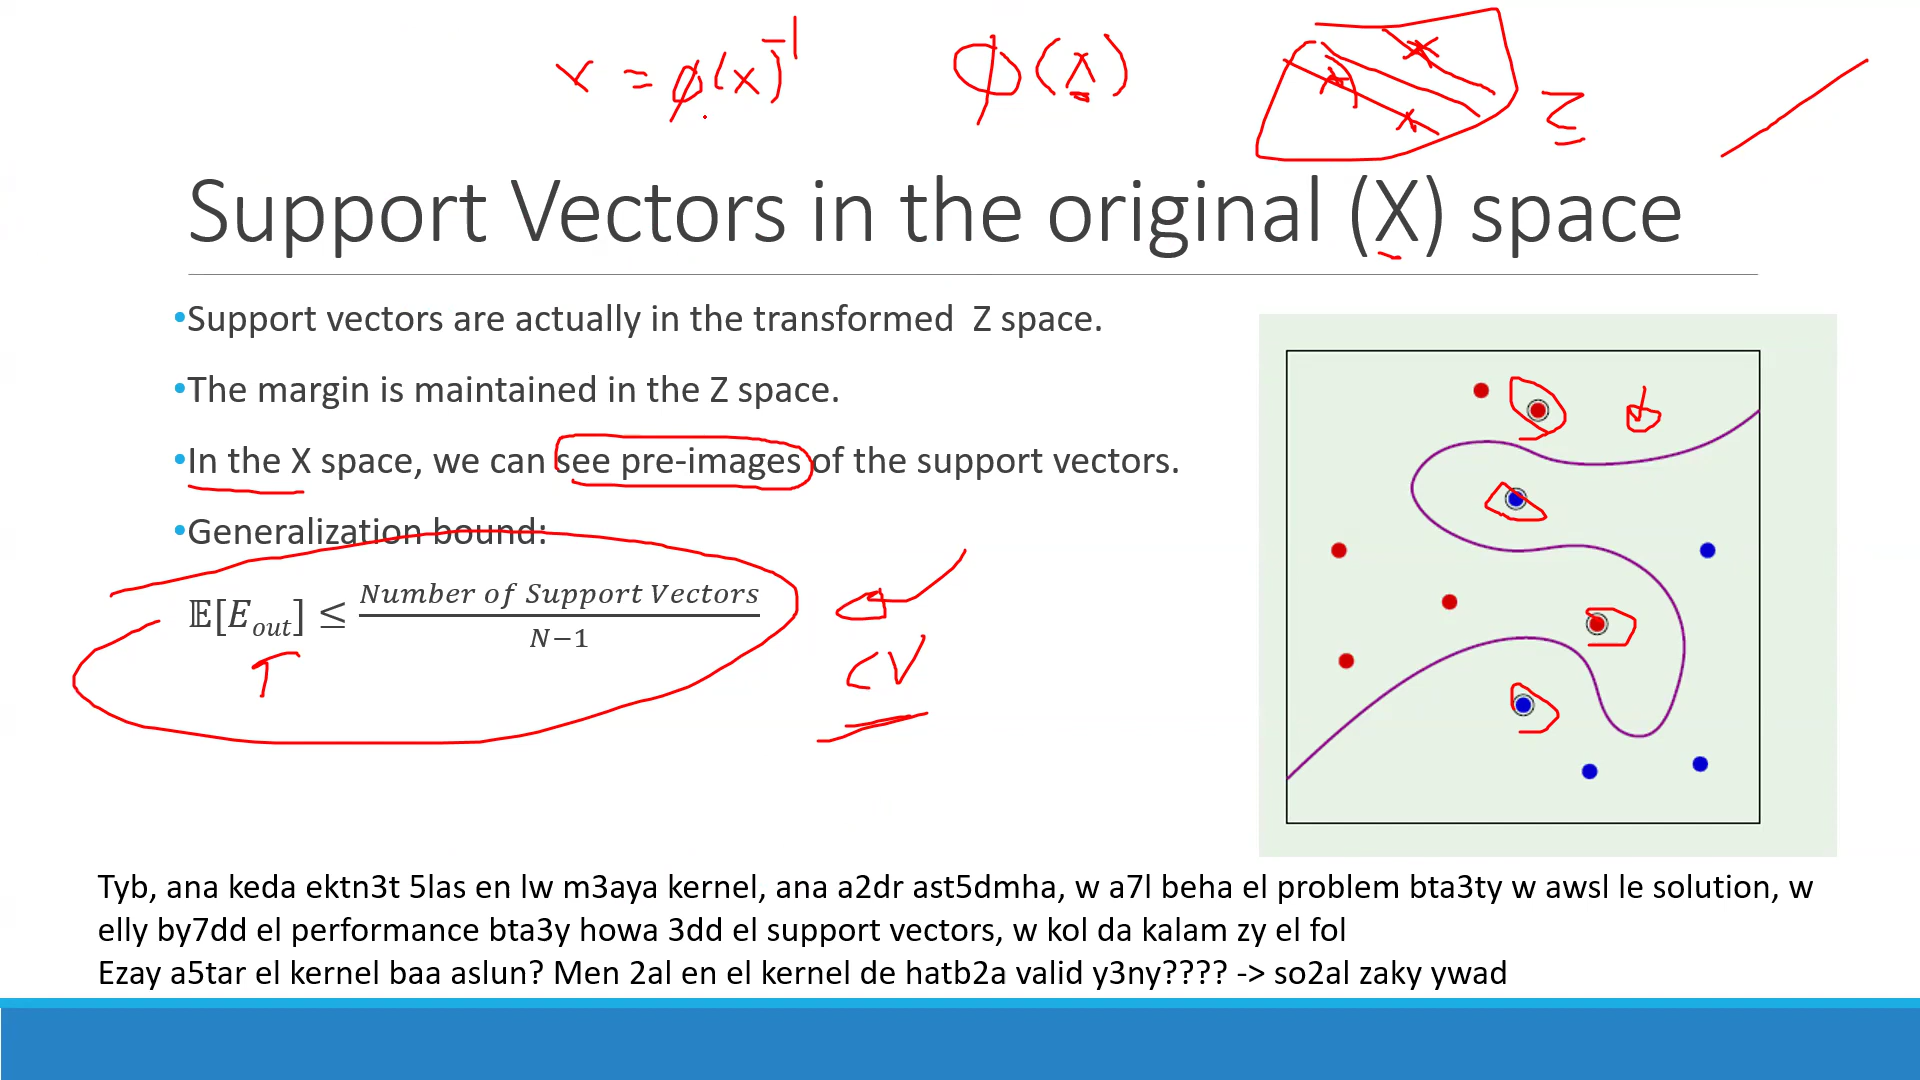 x = φ(x)⁻¹
φ(x)
Z
Support Vectors in the original (X) space
•Support vectors are actually in the transformed Z space.
•The margin is maintained in the Z space.
•In the X space, we can see pre-images of the support vectors.
•Generalization bound:
𝔼[E_out] ≤ Number of Support Vectors / N−1
CV
Tyb, ana keda ektn3t 5las en lw m3aya kernel, ana a2dr ast5dmha, w a7l beha el problem bta3ty w awsl le solution, w
elly by7dd el performance bta3y howa 3dd el support vectors, w kol da kalam zy el fol
Ezay a5tar el kernel baa aslun? Men 2al en el kernel de hatb2a valid y3ny???? -> so2al zaky ywad